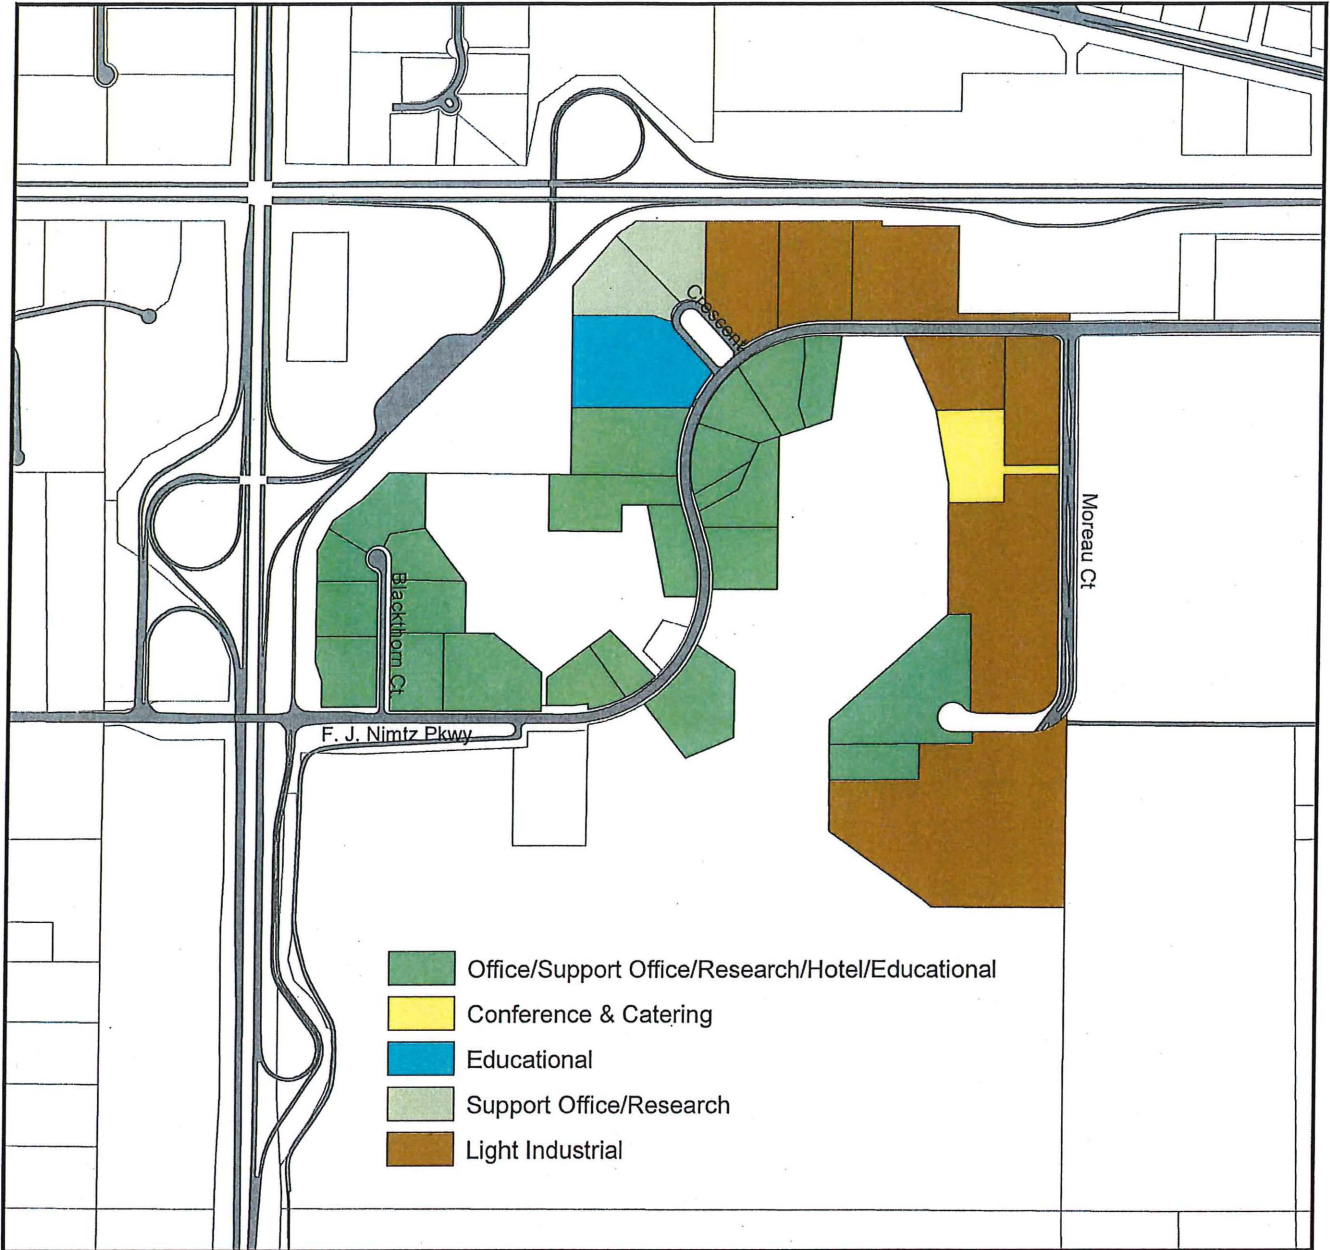 Crescent
Moreau Ct
Blackthorn Ct
F. J. Nimtz Pkwy
Office/Support Office/Research/Hotel/Educational
Conference & Catering
Educational
Support Office/Research
Light Industrial